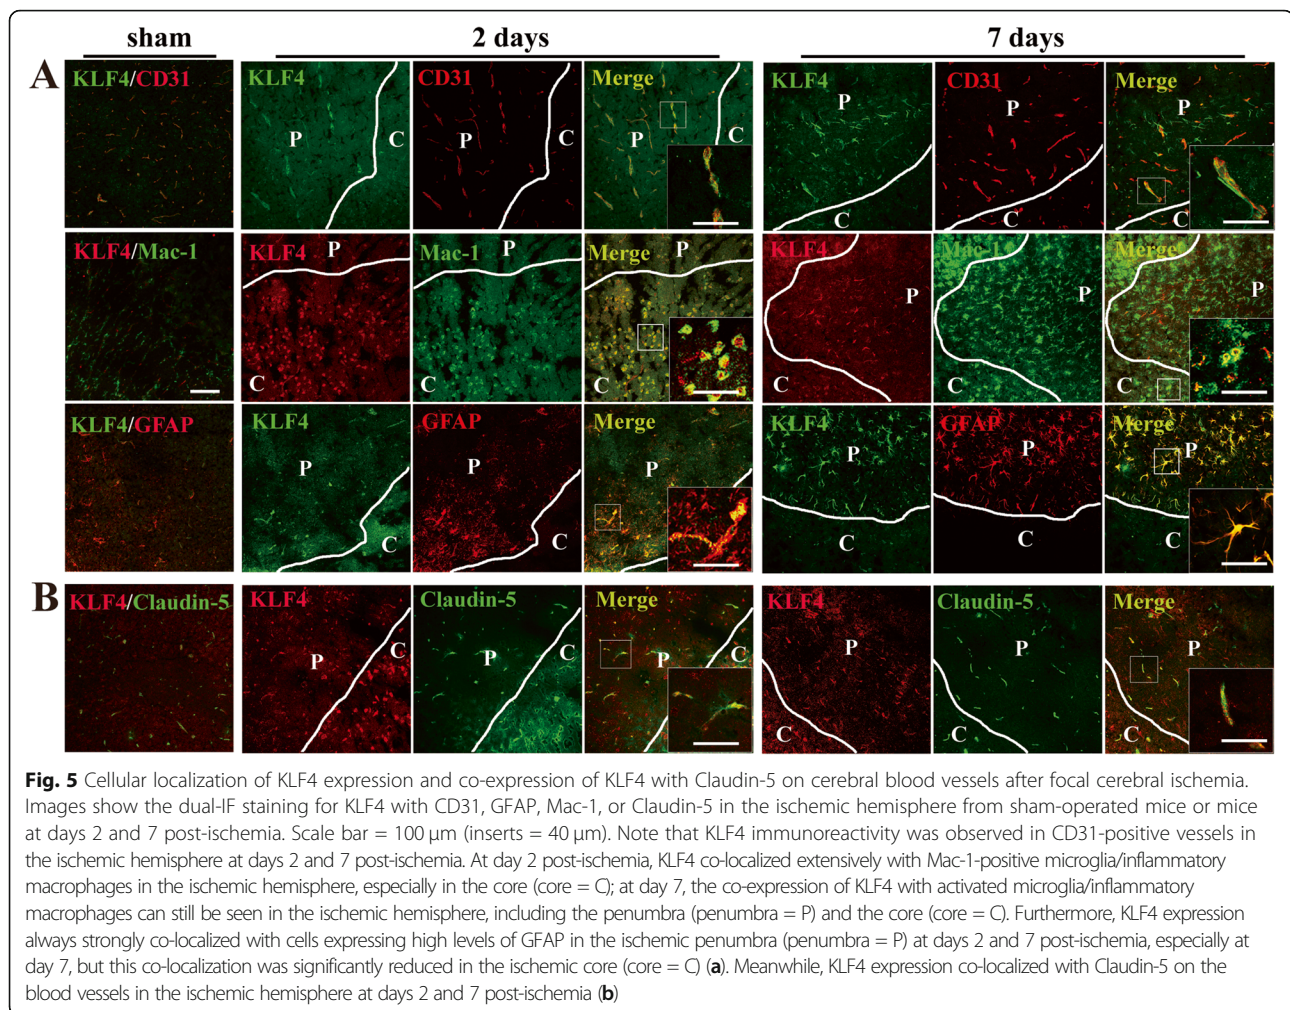 sham 2 days 7 days
A
KLF4/CD31 KLF4 CD31 Merge KLF4 CD31 Merge
P C P C P C P C P C P C
KLF4/Mac-1 KLF4 Mac-1 Merge KLF4 Mac-1 Merge
P C P C P C P P P
KLF4/GFAP KLF4 GFAP Merge KLF4 GFAP Merge
P C P C P C P C P C P C
B
KLF4/Claudin-5 KLF4 Claudin-5 Merge KLF4 Claudin-5 Merge
P C P C P C P C P C P C
Fig. 5 Cellular localization of KLF4 expression and co-expression of KLF4 with Claudin-5 on cerebral blood vessels after focal cerebral ischemia.
Images show the dual-IF staining for KLF4 with CD31, GFAP, Mac-1, or Claudin-5 in the ischemic hemisphere from sham-operated mice or mice
at days 2 and 7 post-ischemia. Scale bar = 100 μm (inserts = 40 μm). Note that KLF4 immunoreactivity was observed in CD31-positive vessels in
the ischemic hemisphere at days 2 and 7 post-ischemia. At day 2 post-ischemia, KLF4 co-localized extensively with Mac-1-positive microglia/inflammatory
macrophages in the ischemic hemisphere, especially in the core (core = C); at day 7, the co-expression of KLF4 with activated microglia/inflammatory
macrophages can still be seen in the ischemic hemisphere, including the penumbra (penumbra = P) and the core (core = C). Furthermore, KLF4 expression
always strongly co-localized with cells expressing high levels of GFAP in the ischemic penumbra (penumbra = P) at days 2 and 7 post-ischemia, especially at
day 7, but this co-localization was significantly reduced in the ischemic core (core = C) (a). Meanwhile, KLF4 expression co-localized with Claudin-5 on the
blood vessels in the ischemic hemisphere at days 2 and 7 post-ischemia (b)